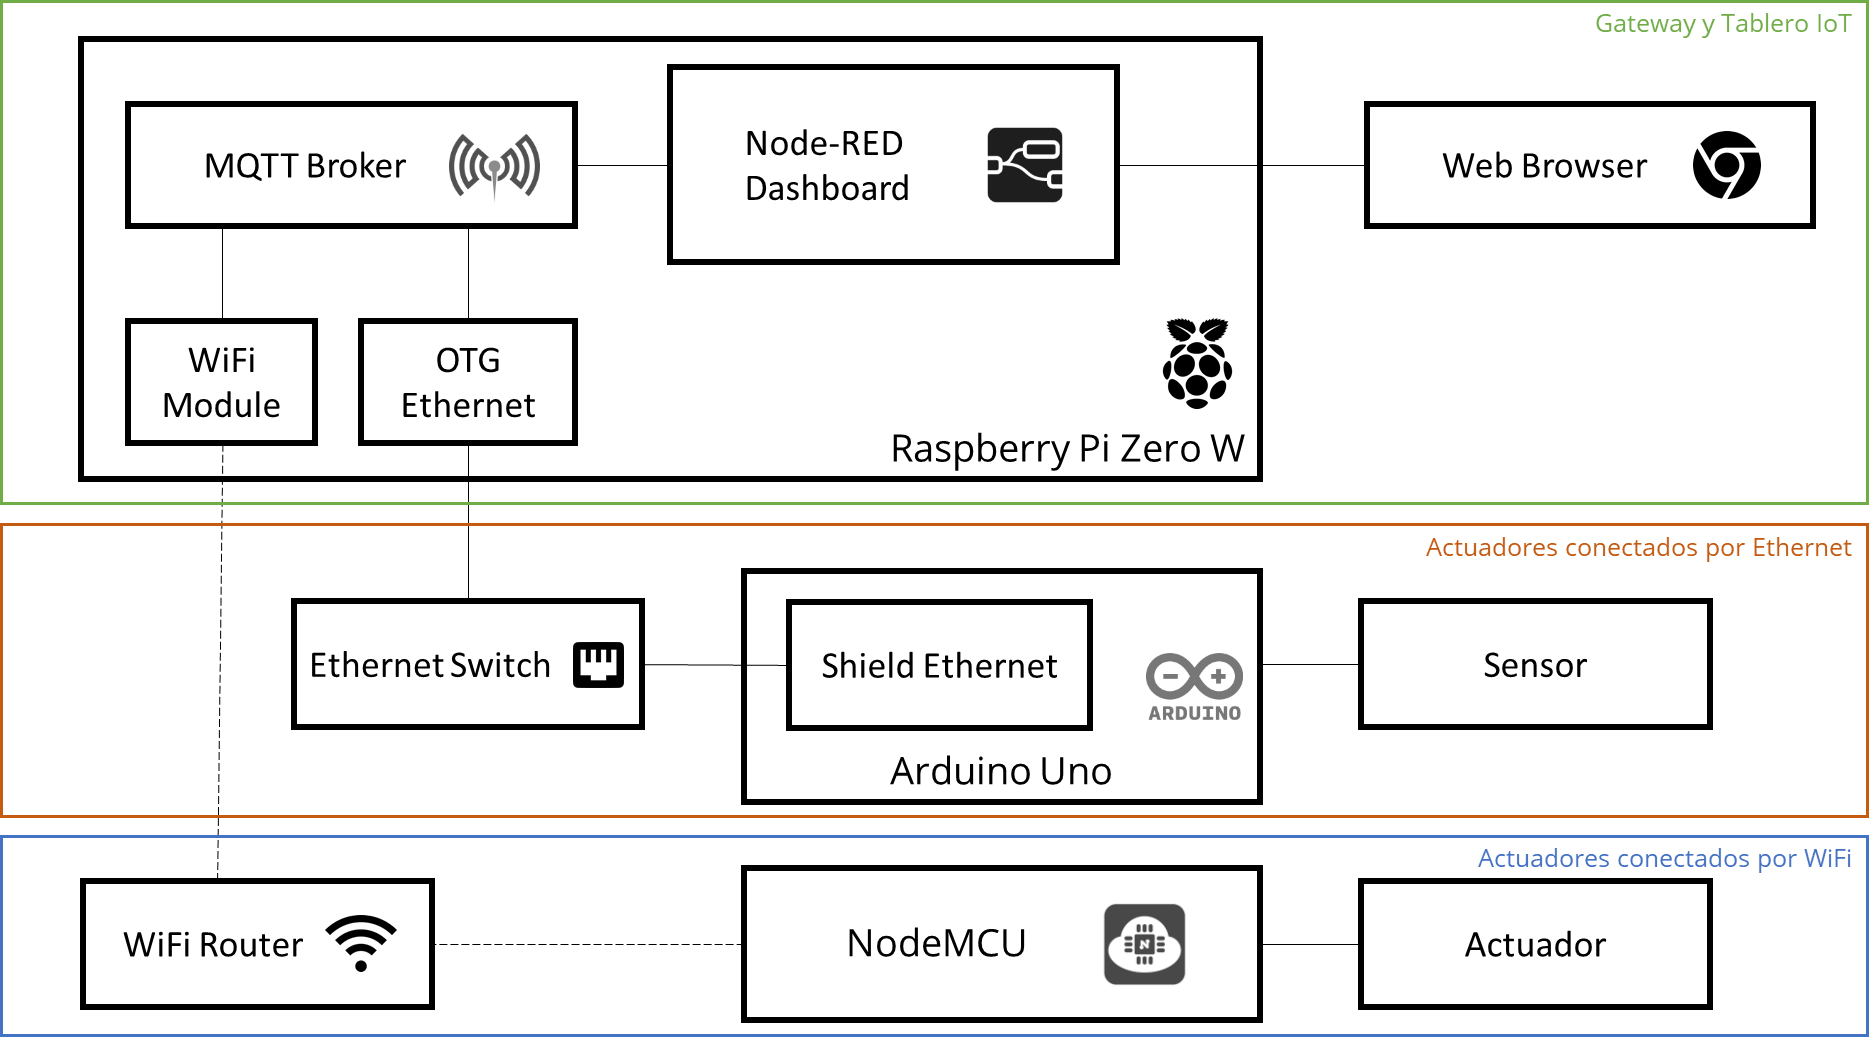 Gateway y Tablero IoT
MQTT Broker
Node-RED
Dashboard
Web Browser
WiFi
Module
OTG
Ethernet
Raspberry Pi Zero W
Actuadores conectados por Ethernet
Ethernet Switch
Shield Ethernet
ARDUINO
Sensor
Arduino Uno
Actuadores conectados por WiFi
WiFi Router
NodeMCU
N
Actuador